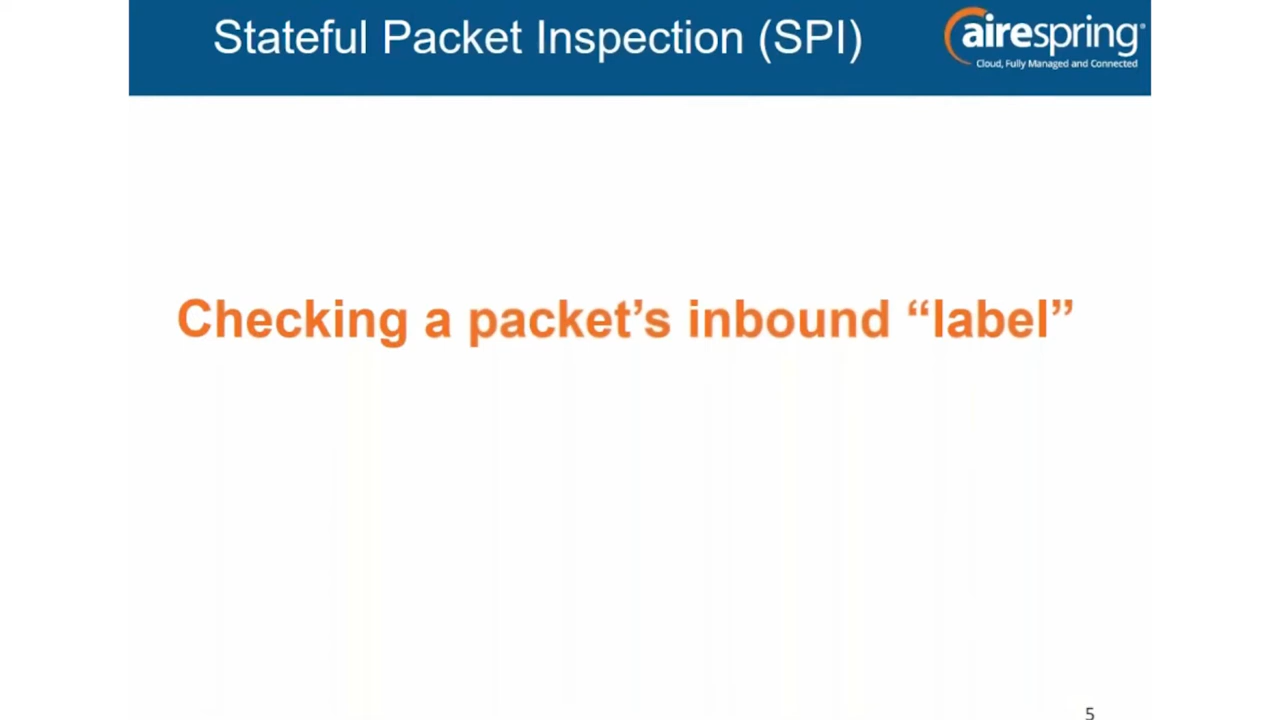 Stateful Packet Inspection (SPI)
airespring®
Cloud, Fully Managed and Connected
Checking a packet’s inbound “label”
5